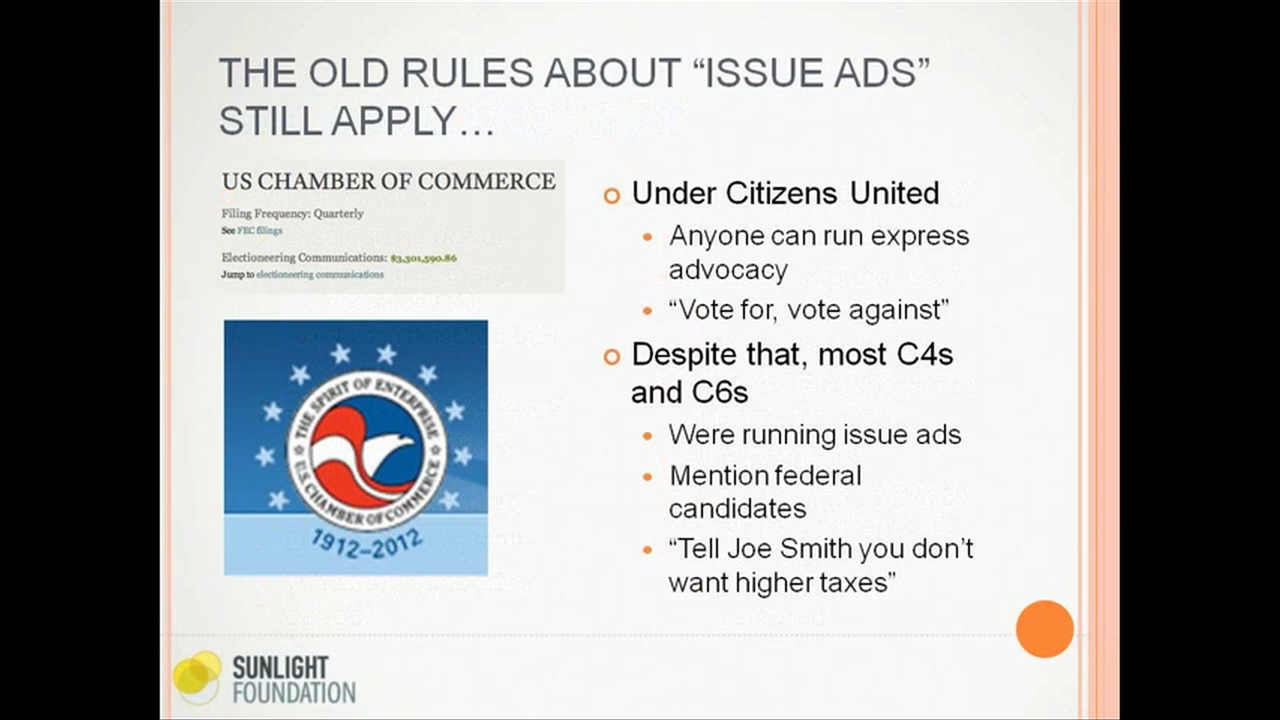 THE OLD RULES ABOUT “ISSUE ADS”
STILL APPLY…
US CHAMBER OF COMMERCE
Filing Frequency: Quarterly
See FEC filings
Electioneering Communications: $3,301,590.86
Jump to electioneering communications
THE SPIRIT OF ENTERPRISE
U.S. CHAMBER OF COMMERCE
1912–2012
Under Citizens United
Anyone can run express
advocacy
“Vote for, vote against”
Despite that, most C4s
and C6s
Were running issue ads
Mention federal
candidates
“Tell Joe Smith you don’t
want higher taxes”
SUNLIGHT
FOUNDATION